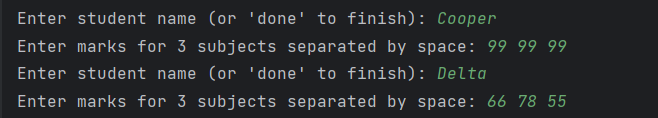 Enter student name (or 'done' to finish): Cooper
Enter marks for 3 subjects separated by space: 99 99 99
Enter student name (or 'done' to finish): Delta
Enter marks for 3 subjects separated by space: 66 78 55